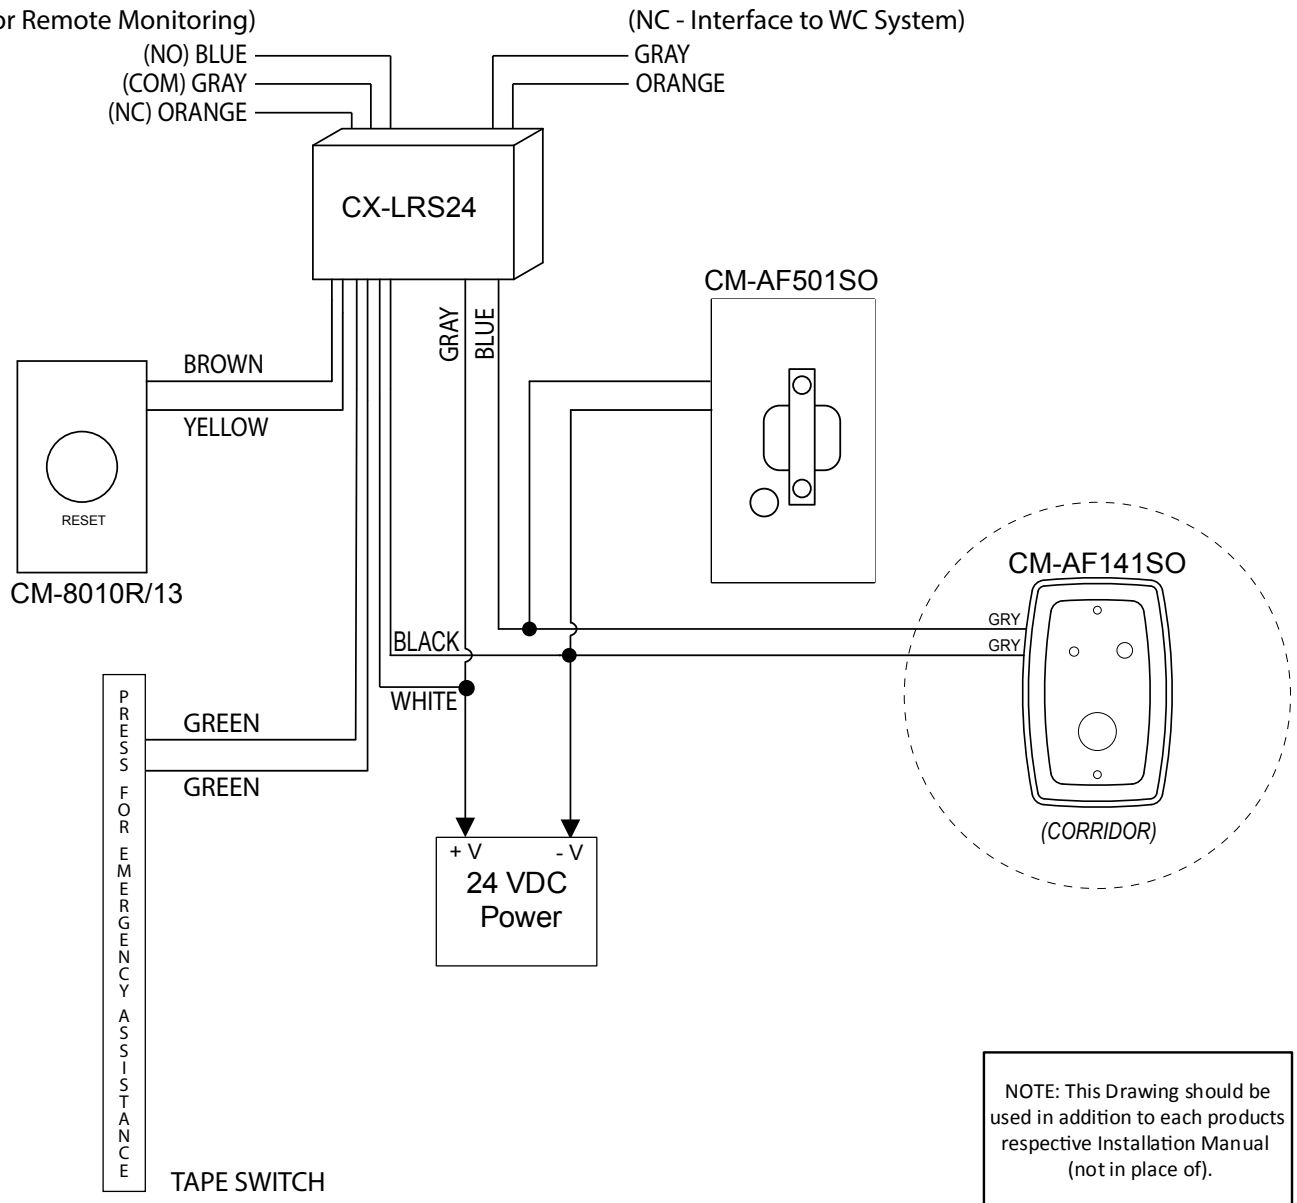 or Remote Monitoring)
(NC - Interface to WC System)
(NO) BLUE
(COM) GRAY
(NC) ORANGE
GRAY
ORANGE
CX-LRS24
CM-AF501SO
GRAY
BLUE
BROWN
YELLOW
RESET
CM-8010R/13
CM-AF141SO
GRY
GRY
BLACK
WHITE
GREEN
GREEN
PRESS FOR EMERGENCY ASSISTANCE
(CORRIDOR)
+ V
- V
24 VDC
Power
NOTE: This Drawing should be
used in addition to each products
respective Installation Manual
(not in place of).
TAPE SWITCH